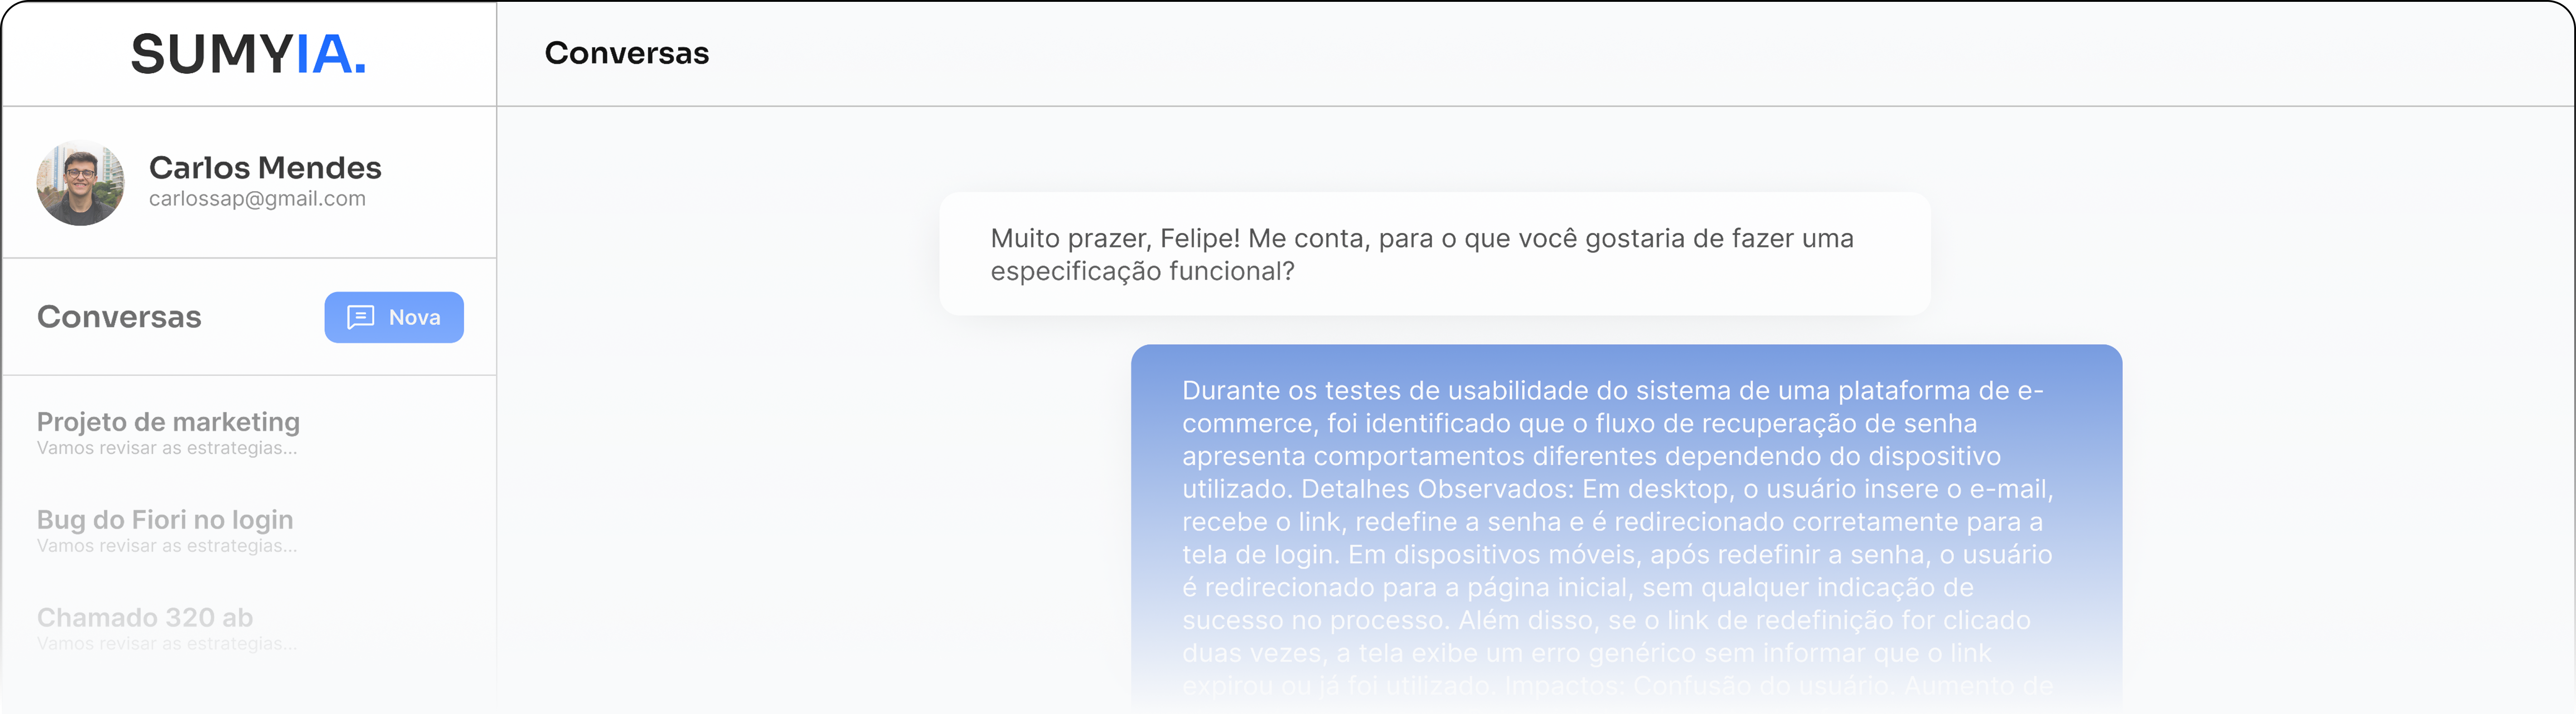 SUMYIA.
Conversas
Carlos Mendes
carlossap@gmail.com
Conversas
Nova
Projeto de marketing
Vamos revisar as estrategias...
Bug do Fiori no login
Vamos revisar as estrategias...
Chamado 320 ab
Vamos revisar as estrategias...
Muito prazer, Felipe! Me conta, para o que você gostaria de fazer uma
especificação funcional?
Durante os testes de usabilidade do sistema de uma plataforma de e-
commerce, foi identificado que o fluxo de recuperação de senha
apresenta comportamentos diferentes dependendo do dispositivo
utilizado. Detalhes Observados: Em desktop, o usuário insere o e-mail,
recebe o link, redefine a senha e é redirecionado corretamente para a
tela de login. Em dispositivos móveis, após redefinir a senha, o usuário
é redirecionado para a página inicial, sem qualquer indicação de
sucesso no processo. Além disso, se o link de redefinição for clicado
duas vezes, a tela exibe um erro genérico sem informar que o link
expirou ou já foi utilizado. Impactos: Confusão do usuário. Aumento de